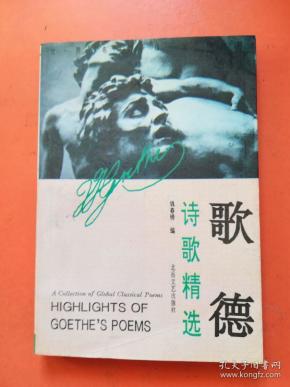 Goethe
歌德
诗歌精选
钱春绮 编
北岳文艺出版社
A Collection of Global Classical Poems
HIGHLIGHTS OF
GOETHE'S POEMS
孔夫子旧书网